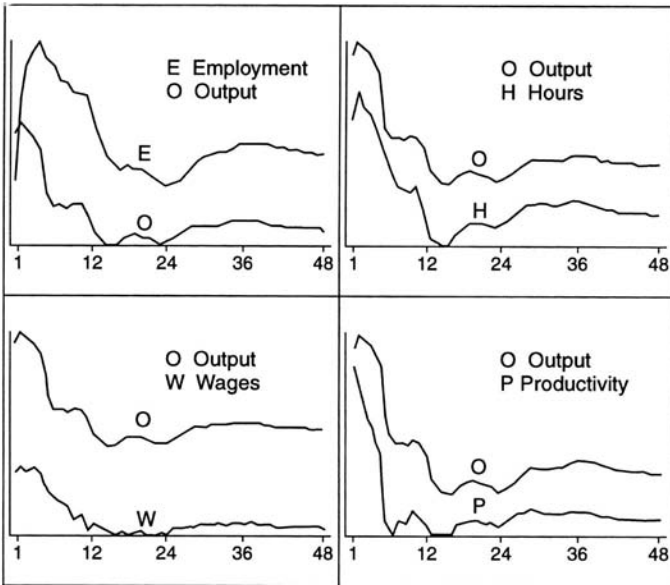 E Employment
O Output
E
O
1 12 24 36 48
O Output
H Hours
O
H
1 12 24 36 48
O Output
W Wages
O
W
1 12 24 36 48
O Output
P Productivity
O
P
1 12 24 36 48